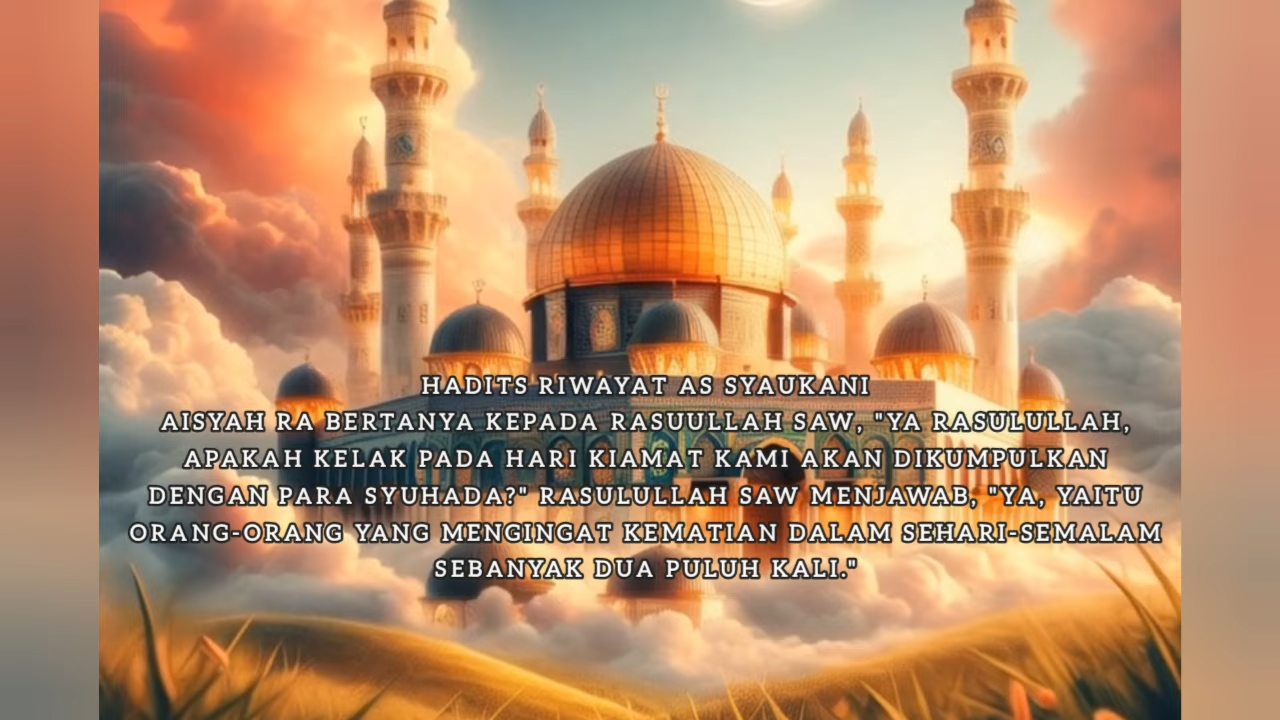 HADITS RIWAYAT AS SYAUKANI
AISYAH RA BERTANYA KEPADA RASUULLAH SAW, "YA RASULULLAH,
APAKAH KELAK PADA HARI KIAMAT KAMI AKAN DIKUMPULKAN
DENGAN PARA SYUHADA?" RASULULLAH SAW MENJAWAB, "YA, YAITU
ORANG-ORANG YANG MENGINGAT KEMATIAN DALAM SEHARI-SEMALAM
SEBANYAK DUA PULUH KALI."